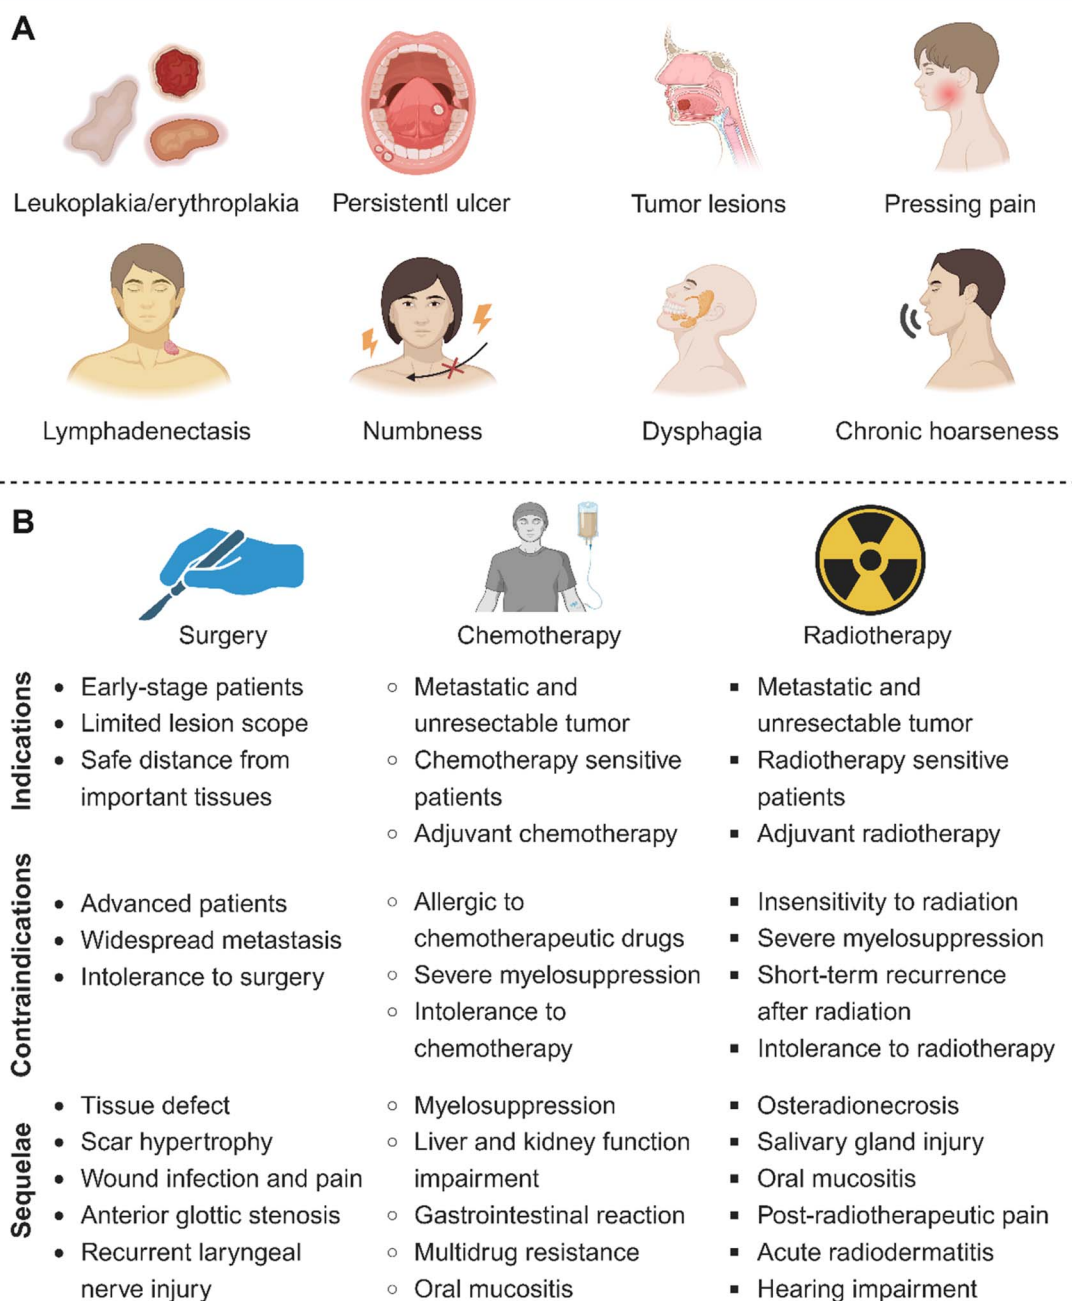 A
Leukoplakia/erythroplakia
Persistentl ulcer
Tumor lesions
Pressing pain
Lymphadenectasis
Numbness
Dysphagia
Chronic hoarseness
B
Surgery
Chemotherapy
Radiotherapy
Indications
• Early-stage patients
• Limited lesion scope
• Safe distance from
important tissues
○ Metastatic and
unresectable tumor
○ Chemotherapy sensitive
patients
○ Adjuvant chemotherapy
▪ Metastatic and
unresectable tumor
▪ Radiotherapy sensitive
patients
▪ Adjuvant radiotherapy
Contraindications
• Advanced patients
• Widespread metastasis
• Intolerance to surgery
○ Allergic to
chemotherapeutic drugs
○ Severe myelosuppression
○ Intolerance to
chemotherapy
▪ Insensitivity to radiation
▪ Severe myelosuppression
▪ Short-term recurrence
after radiation
▪ Intolerance to radiotherapy
Sequelae
• Tissue defect
• Scar hypertrophy
• Wound infection and pain
• Anterior glottic stenosis
• Recurrent laryngeal
nerve injury
○ Myelosuppression
○ Liver and kidney function
impairment
○ Gastrointestinal reaction
○ Multidrug resistance
○ Oral mucositis
▪ Osteradionecrosis
▪ Salivary gland injury
▪ Oral mucositis
▪ Post-radiotherapeutic pain
▪ Acute radiodermatitis
▪ Hearing impairment